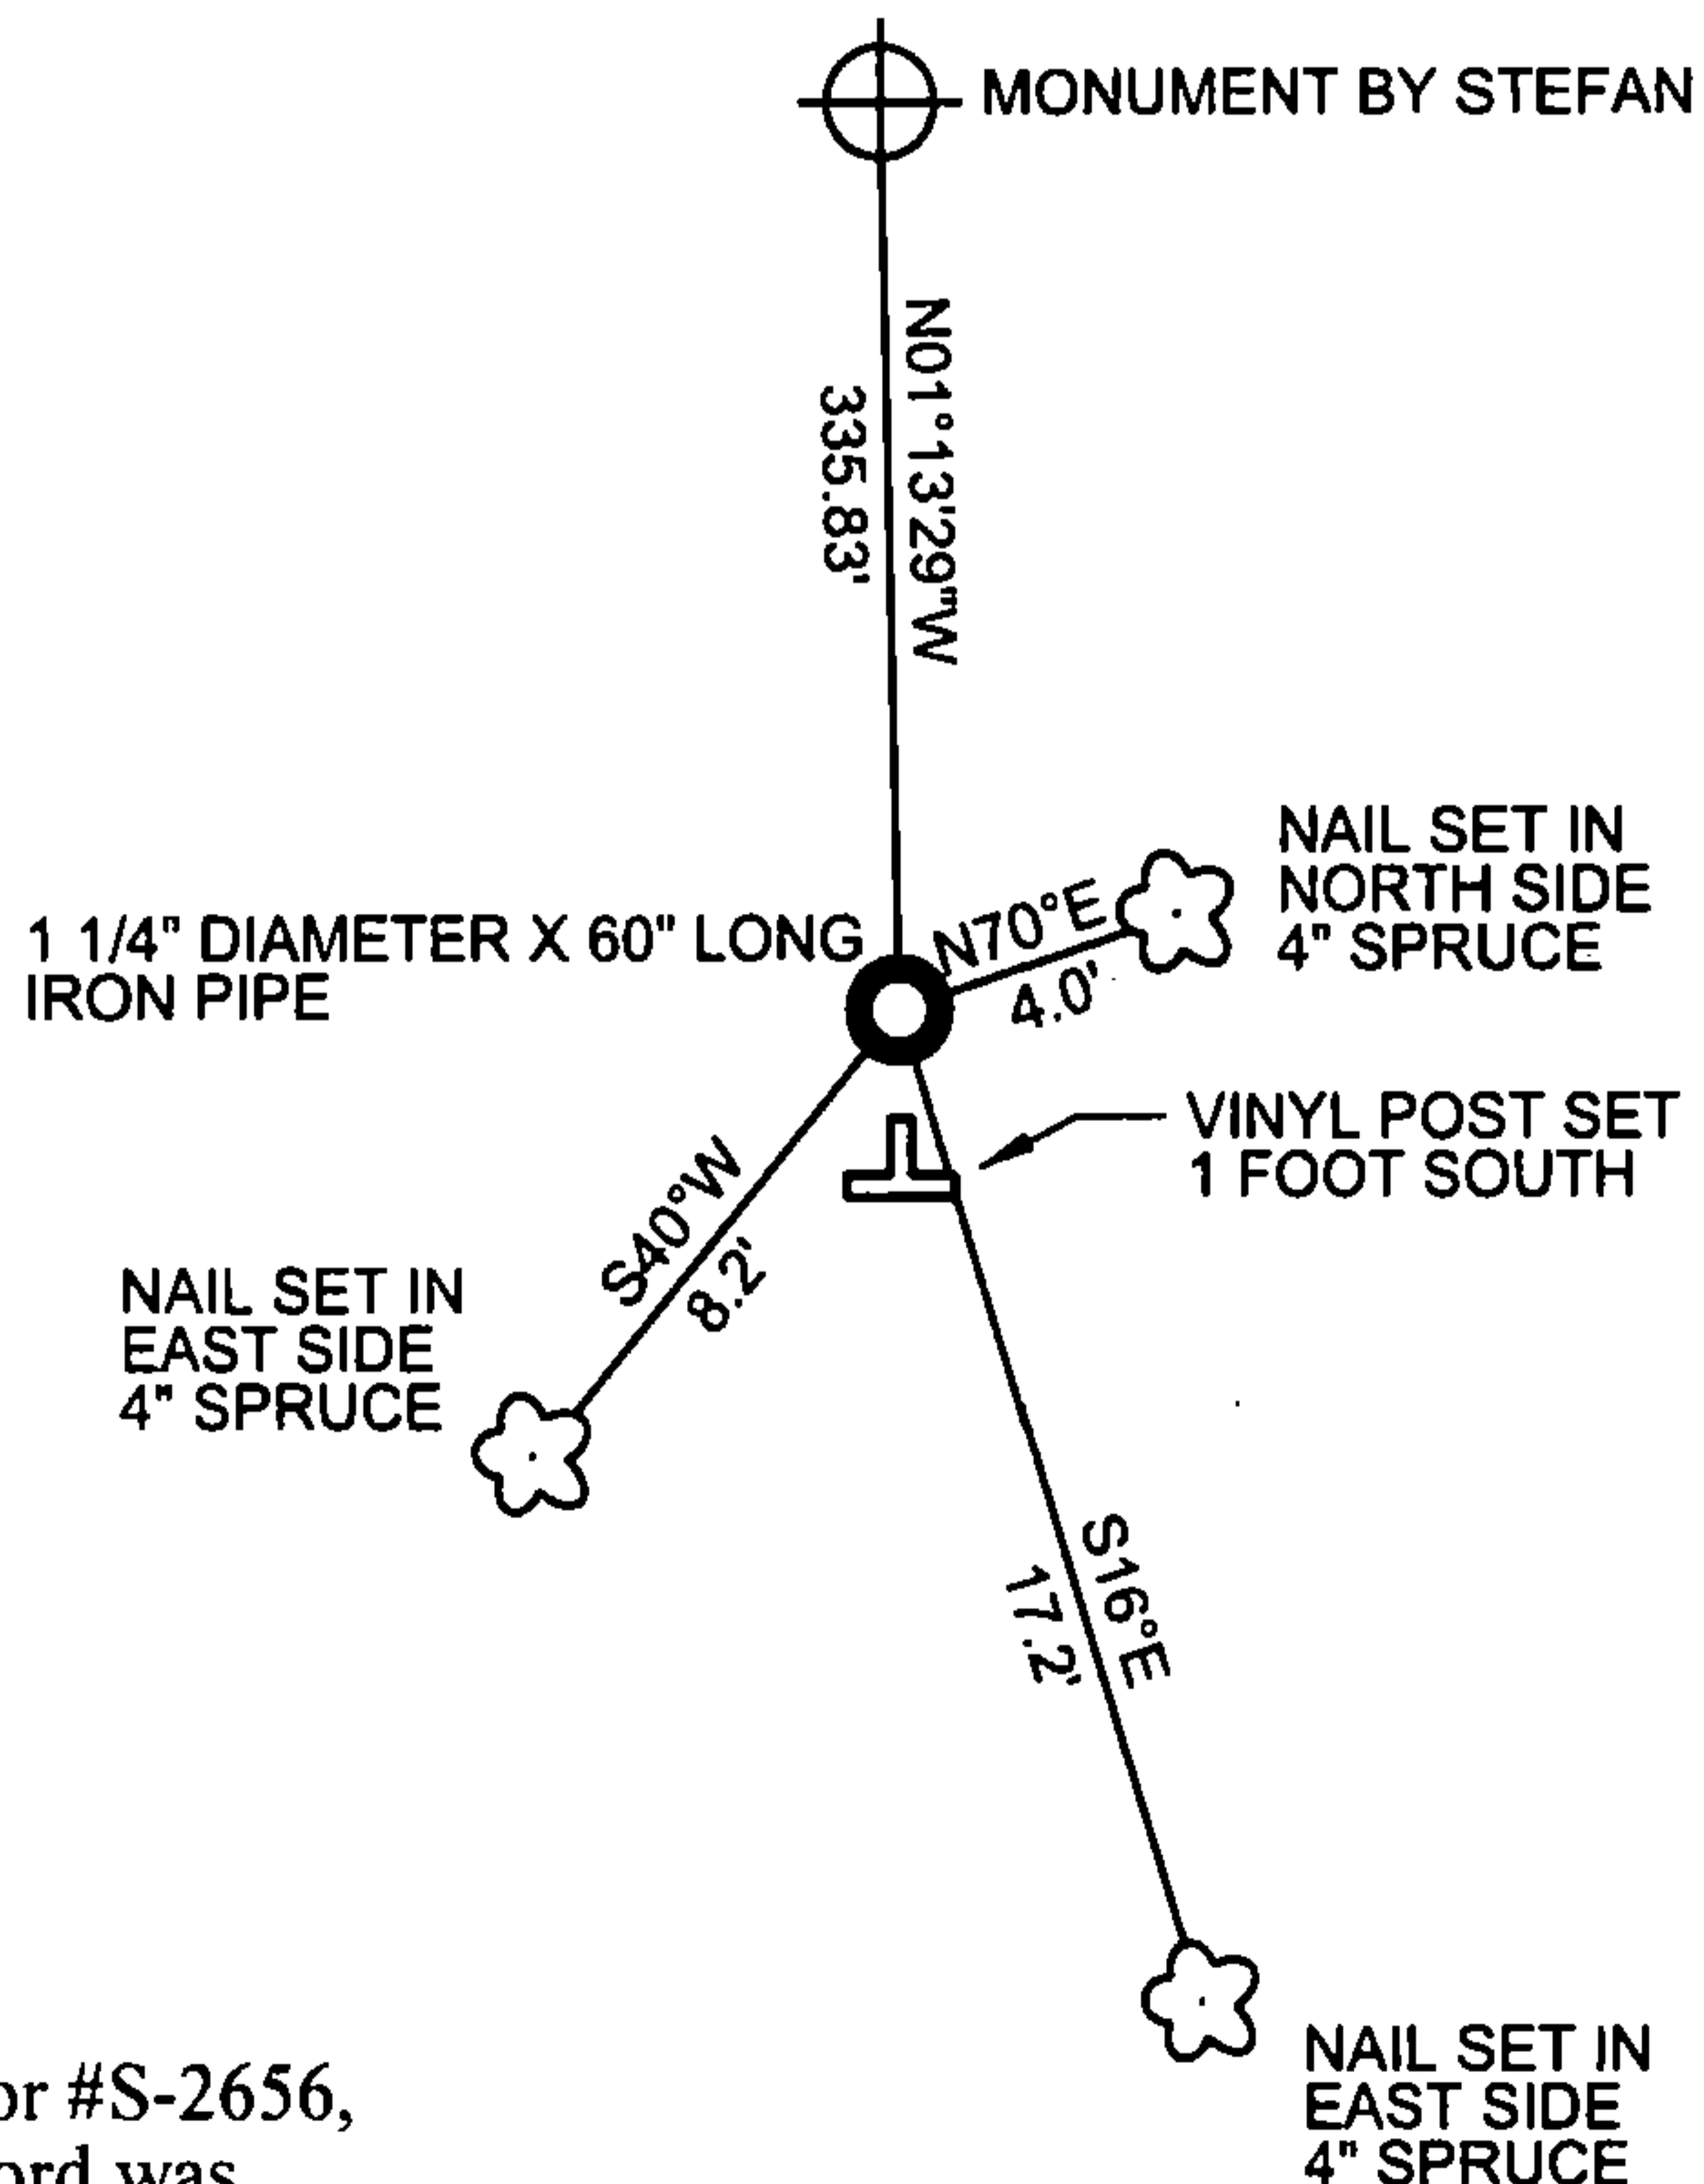 MONUMENT BY STEFAN
N01°13'29"W
335.83'
NAIL SET IN
NORTH SIDE
4" SPRUCE
N70°E
4.0'
1 1/4" DIAMETER X 60" LONG
IRON PIPE
VINYL POST SET
1 FOOT SOUTH
S40°W
8.2'
NAIL SET IN
EAST SIDE
4" SPRUCE
S16°E
17.2'
NAIL SET IN
EAST SIDE
4" SPRUCE
or #S-2656,
ord was